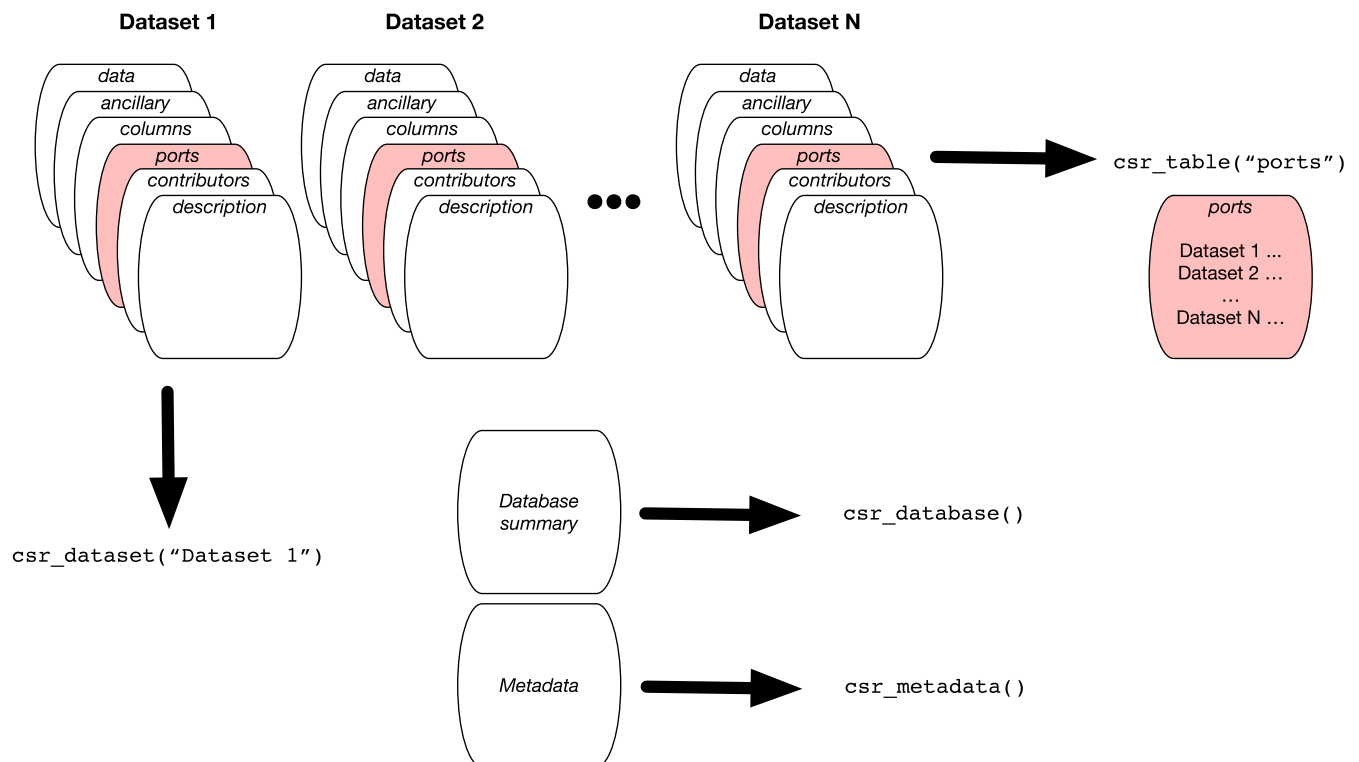 Dataset 1
data
ancillary
columns
ports
contributors
description
Dataset 2
data
ancillary
columns
ports
contributors
description
Dataset N
data
ancillary
columns
ports
contributors
description
csr_table(“ports”)
ports
Dataset 1 ...
Dataset 2 …
…
Dataset N …
csr_dataset(“Dataset 1”)
Database
summary
csr_database()
Metadata
csr_metadata()